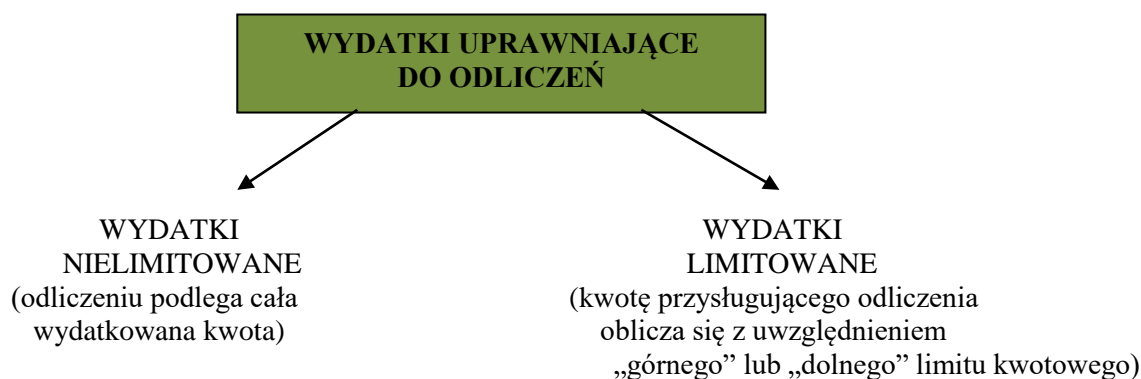 WYDATKI UPRAWNIAJĄCE
DO ODLICZEŃ
WYDATKI
NIELIMITOWANE
(odliczeniu podlega cała
wydatkowana kwota)
WYDATKI
LIMITOWANE
(kwotę przysługującego odliczenia
oblicza się z uwzględnieniem
„górnego” lub „dolnego” limitu kwotowego)